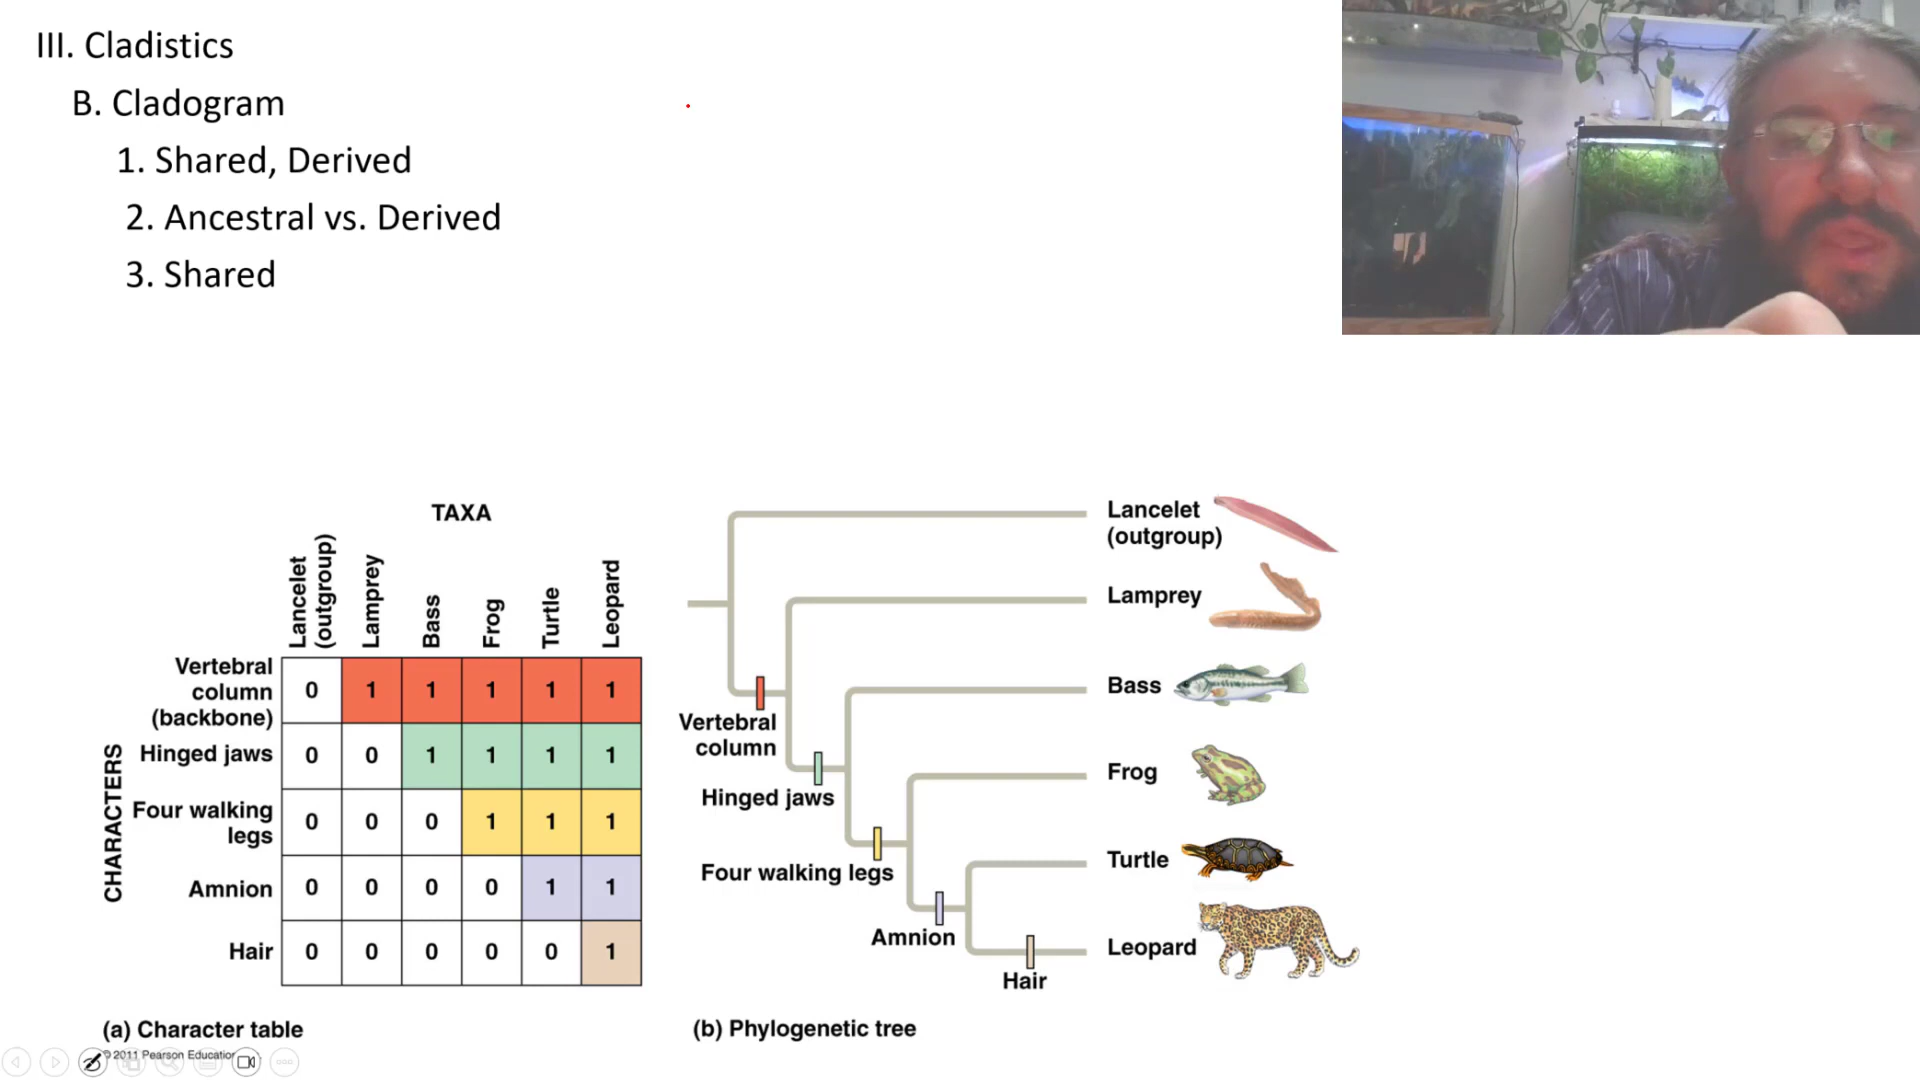 III. Cladistics
B. Cladogram
1. Shared, Derived
2. Ancestral vs. Derived
3. Shared
TAXA
Lancelet
(outgroup)
Lamprey
Bass
Frog
Turtle
Leopard
CHARACTERS
Vertebral
column
(backbone)
0 1 1 1 1 1
Hinged jaws 0 0 1 1 1 1
Four walking
legs
0 0 0 1 1 1
Amnion 0 0 0 0 1 1
Hair 0 0 0 0 0 1
(a) Character table
© 2011 Pearson Education
Lancelet
(outgroup)
Lamprey
Bass
Vertebral
column
Frog
Hinged jaws
Turtle
Four walking legs
Amnion
Leopard
Hair
(b) Phylogenetic tree